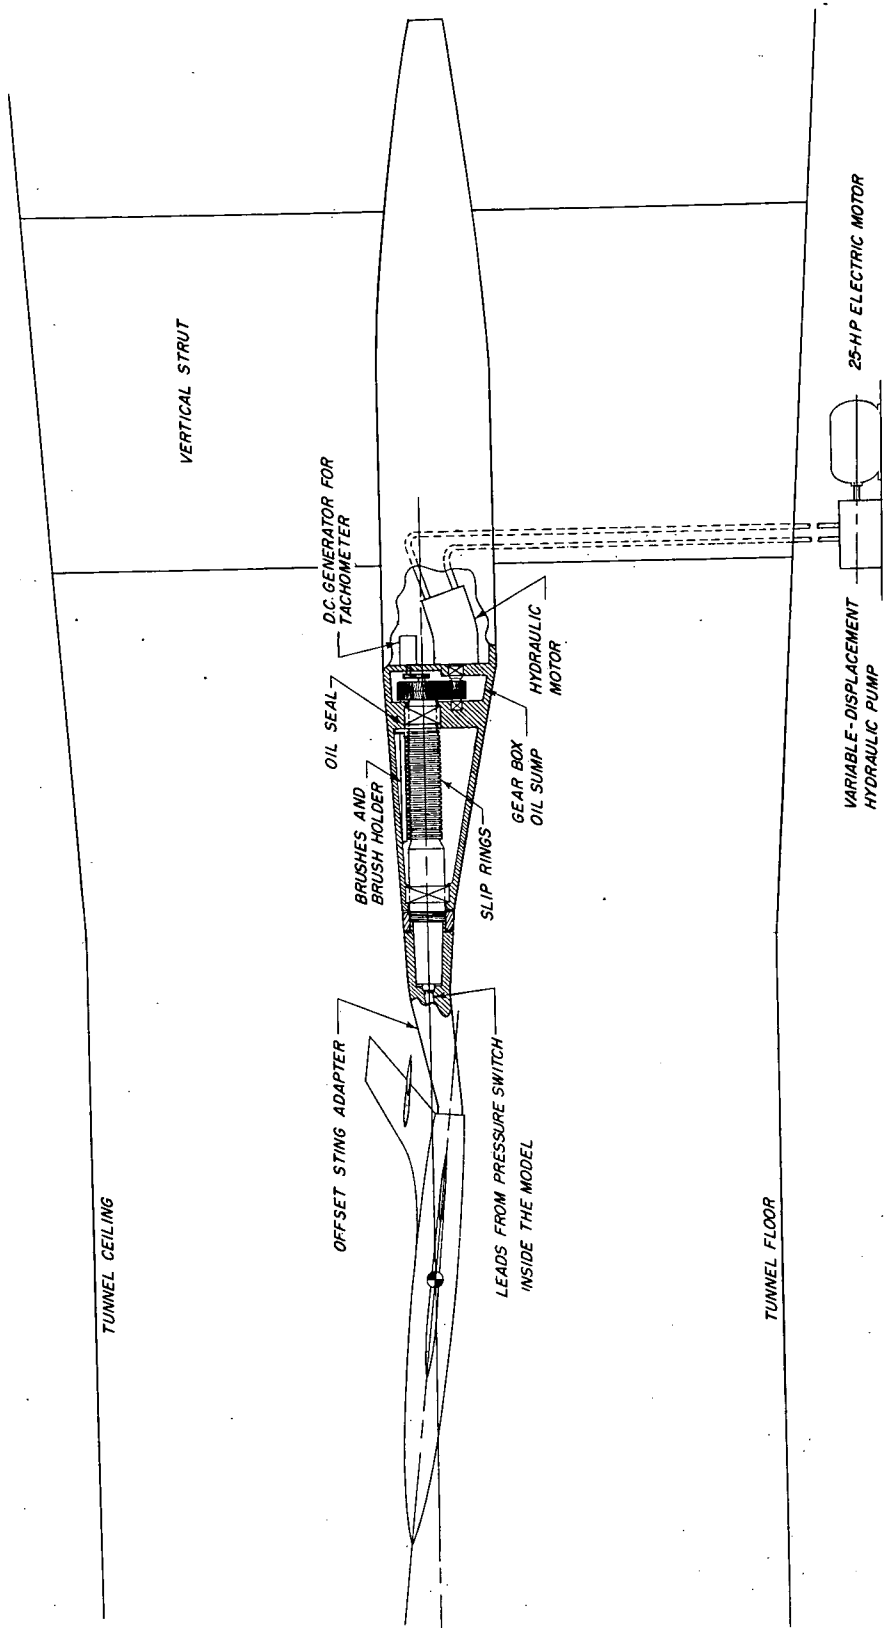 TUNNEL CEILING
VERTICAL STRUT
OFFSET STING ADAPTER
BRUSHES AND
BRUSH HOLDER
OIL SEAL
D.C. GENERATOR FOR
TACHOMETER
LEADS FROM PRESSURE SWITCH
INSIDE THE MODEL
SLIP RINGS
GEAR BOX
OIL SUMP
HYDRAULIC
MOTOR
TUNNEL FLOOR
VARIABLE-DISPLACEMENT
HYDRAULIC PUMP
25-HP ELECTRIC MOTOR